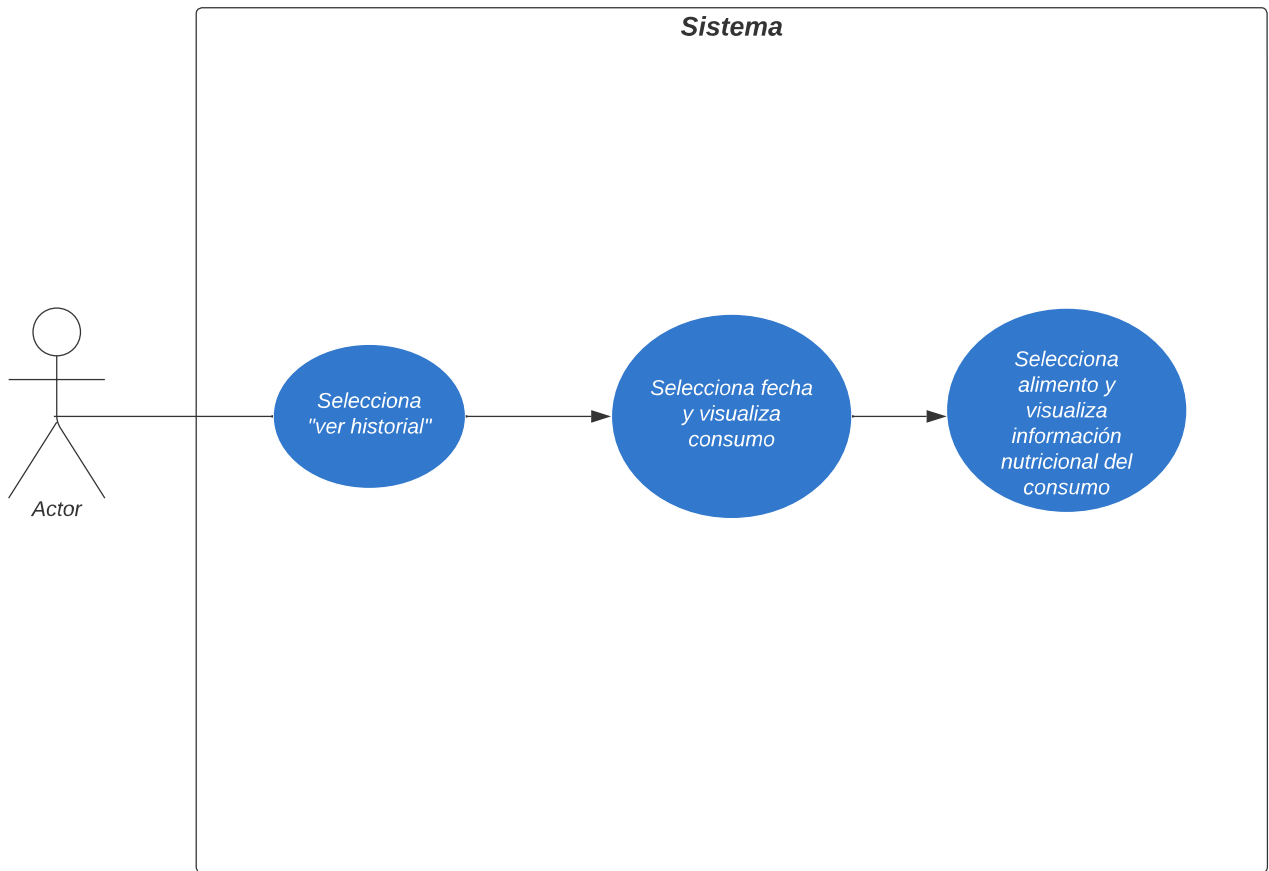 Sistema
Actor
Selecciona
"ver historial"
Selecciona fecha
y visualiza
consumo
Selecciona
alimento y
visualiza
información
nutricional del
consumo